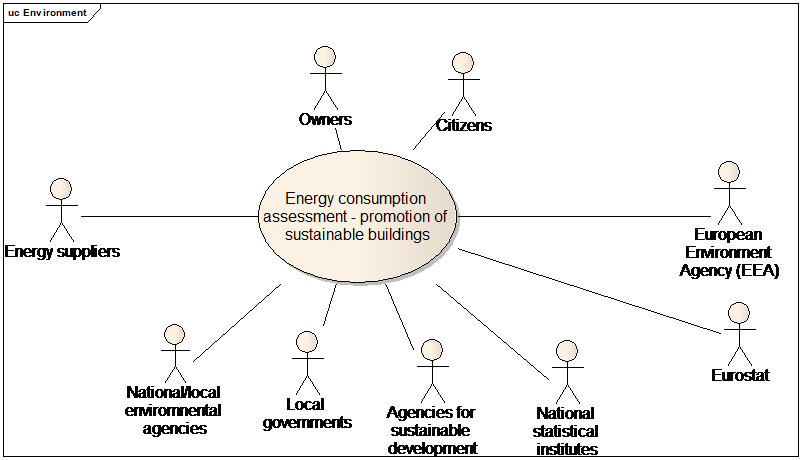 uc Environment
Owners
Citizens
Energy consumption
assessment - promotion of
sustainable buildings
Energy suppliers
European
Environment
Agency (EEA)
Eurostat
National/local
enviromnental
agencies
Local
governments
Agencies for
sustainable
development
National
statistical
institutes